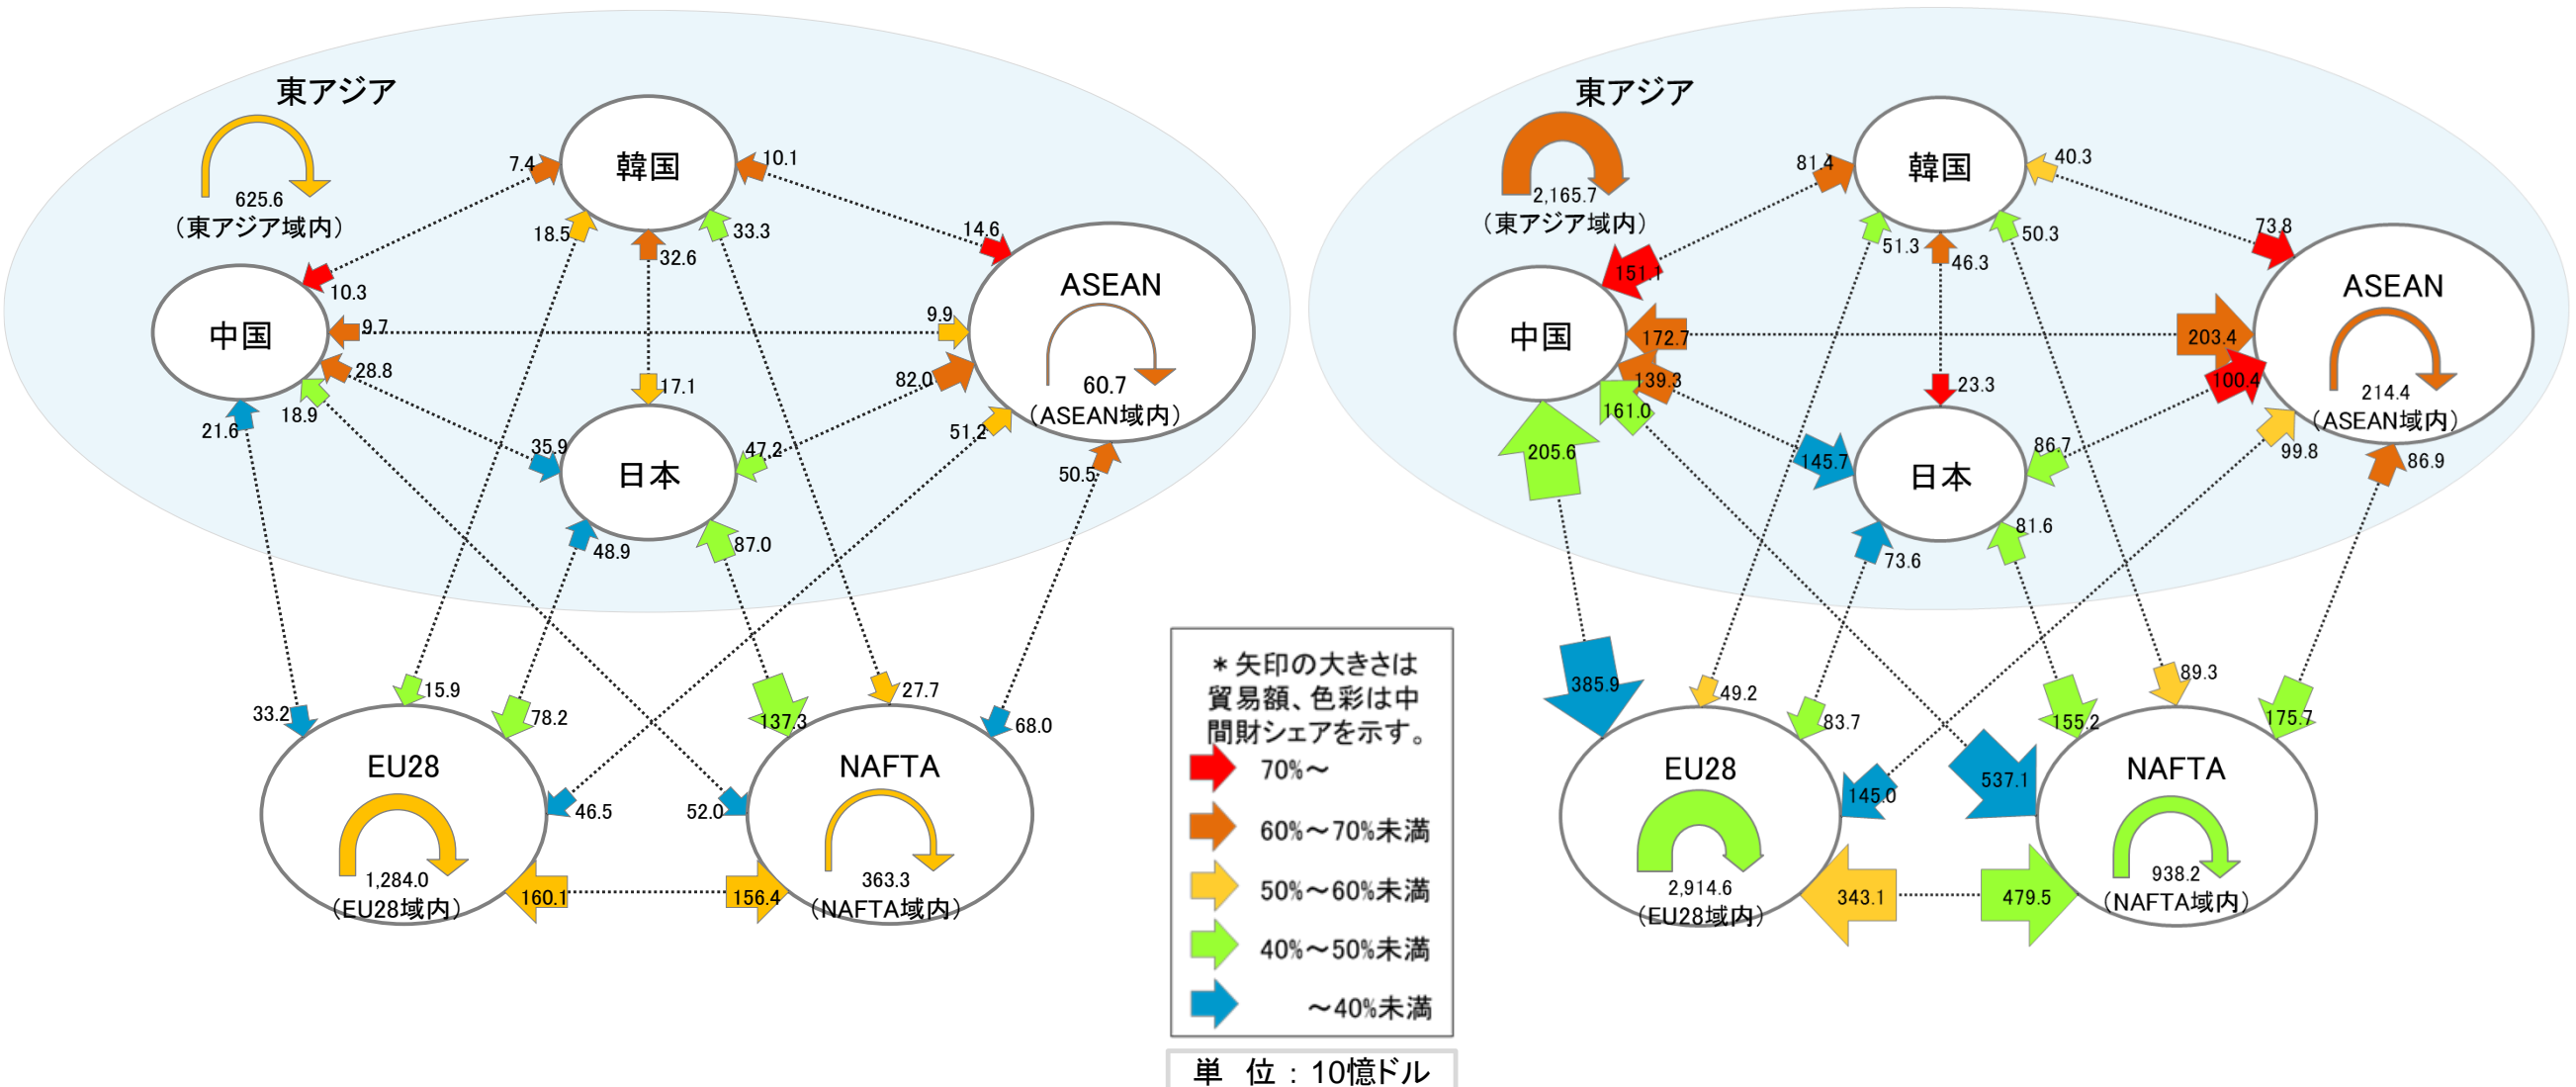 東アジア
625.6
（東アジア域内）
韓国
7.4
10.1
18.5
33.3
32.6
14.6
10.3
中国
9.7
9.9
ASEAN
60.7
（ASEAN域内）
28.8
17.1
82.0
18.9
21.6
35.9
日本
47.2
51.2
50.5
48.9
87.0
15.9
27.7
33.2
78.2
137.3
68.0
EU28
NAFTA
46.5
52.0
1,284.0
（EU28域内）
160.1
156.4
363.3
（NAFTA域内）
東アジア
2,165.7
（東アジア域内）
韓国
81.4
40.3
51.3
50.3
46.3
73.8
151.1
中国
172.7
203.4
ASEAN
214.4
（ASEAN域内）
139.3
23.3
100.4
161.0
205.6
145.7
日本
86.7
99.8
86.9
73.6
81.6
49.2
89.3
385.9
83.7
155.2
175.7
EU28
NAFTA
145.0
537.1
2,914.6
（EU28域内）
343.1
479.5
938.2
（NAFTA域内）
＊矢印の大きさは
貿易額、色彩は中
間財シェアを示す。
70%～
60%～70%未満
50%～60%未満
40%～50%未満
～40%未満
単　位：10億ドル